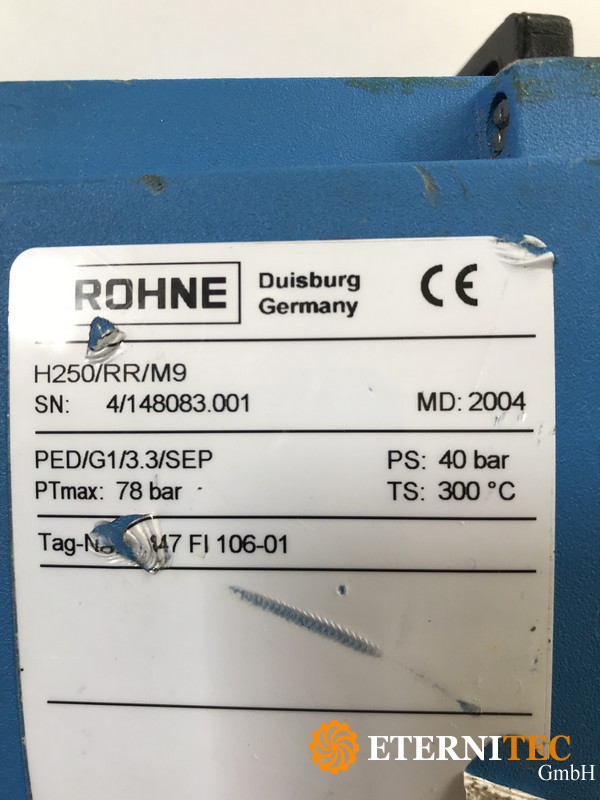 ROHNE
Duisburg
Germany
CE
H250/RR/M9
SN: 4/148083.001 MD: 2004
PED/G1/3.3/SEP PS: 40 bar
PTmax: 78 bar TS: 300 °C
FI 106-01
ETERNITEC
GmbH